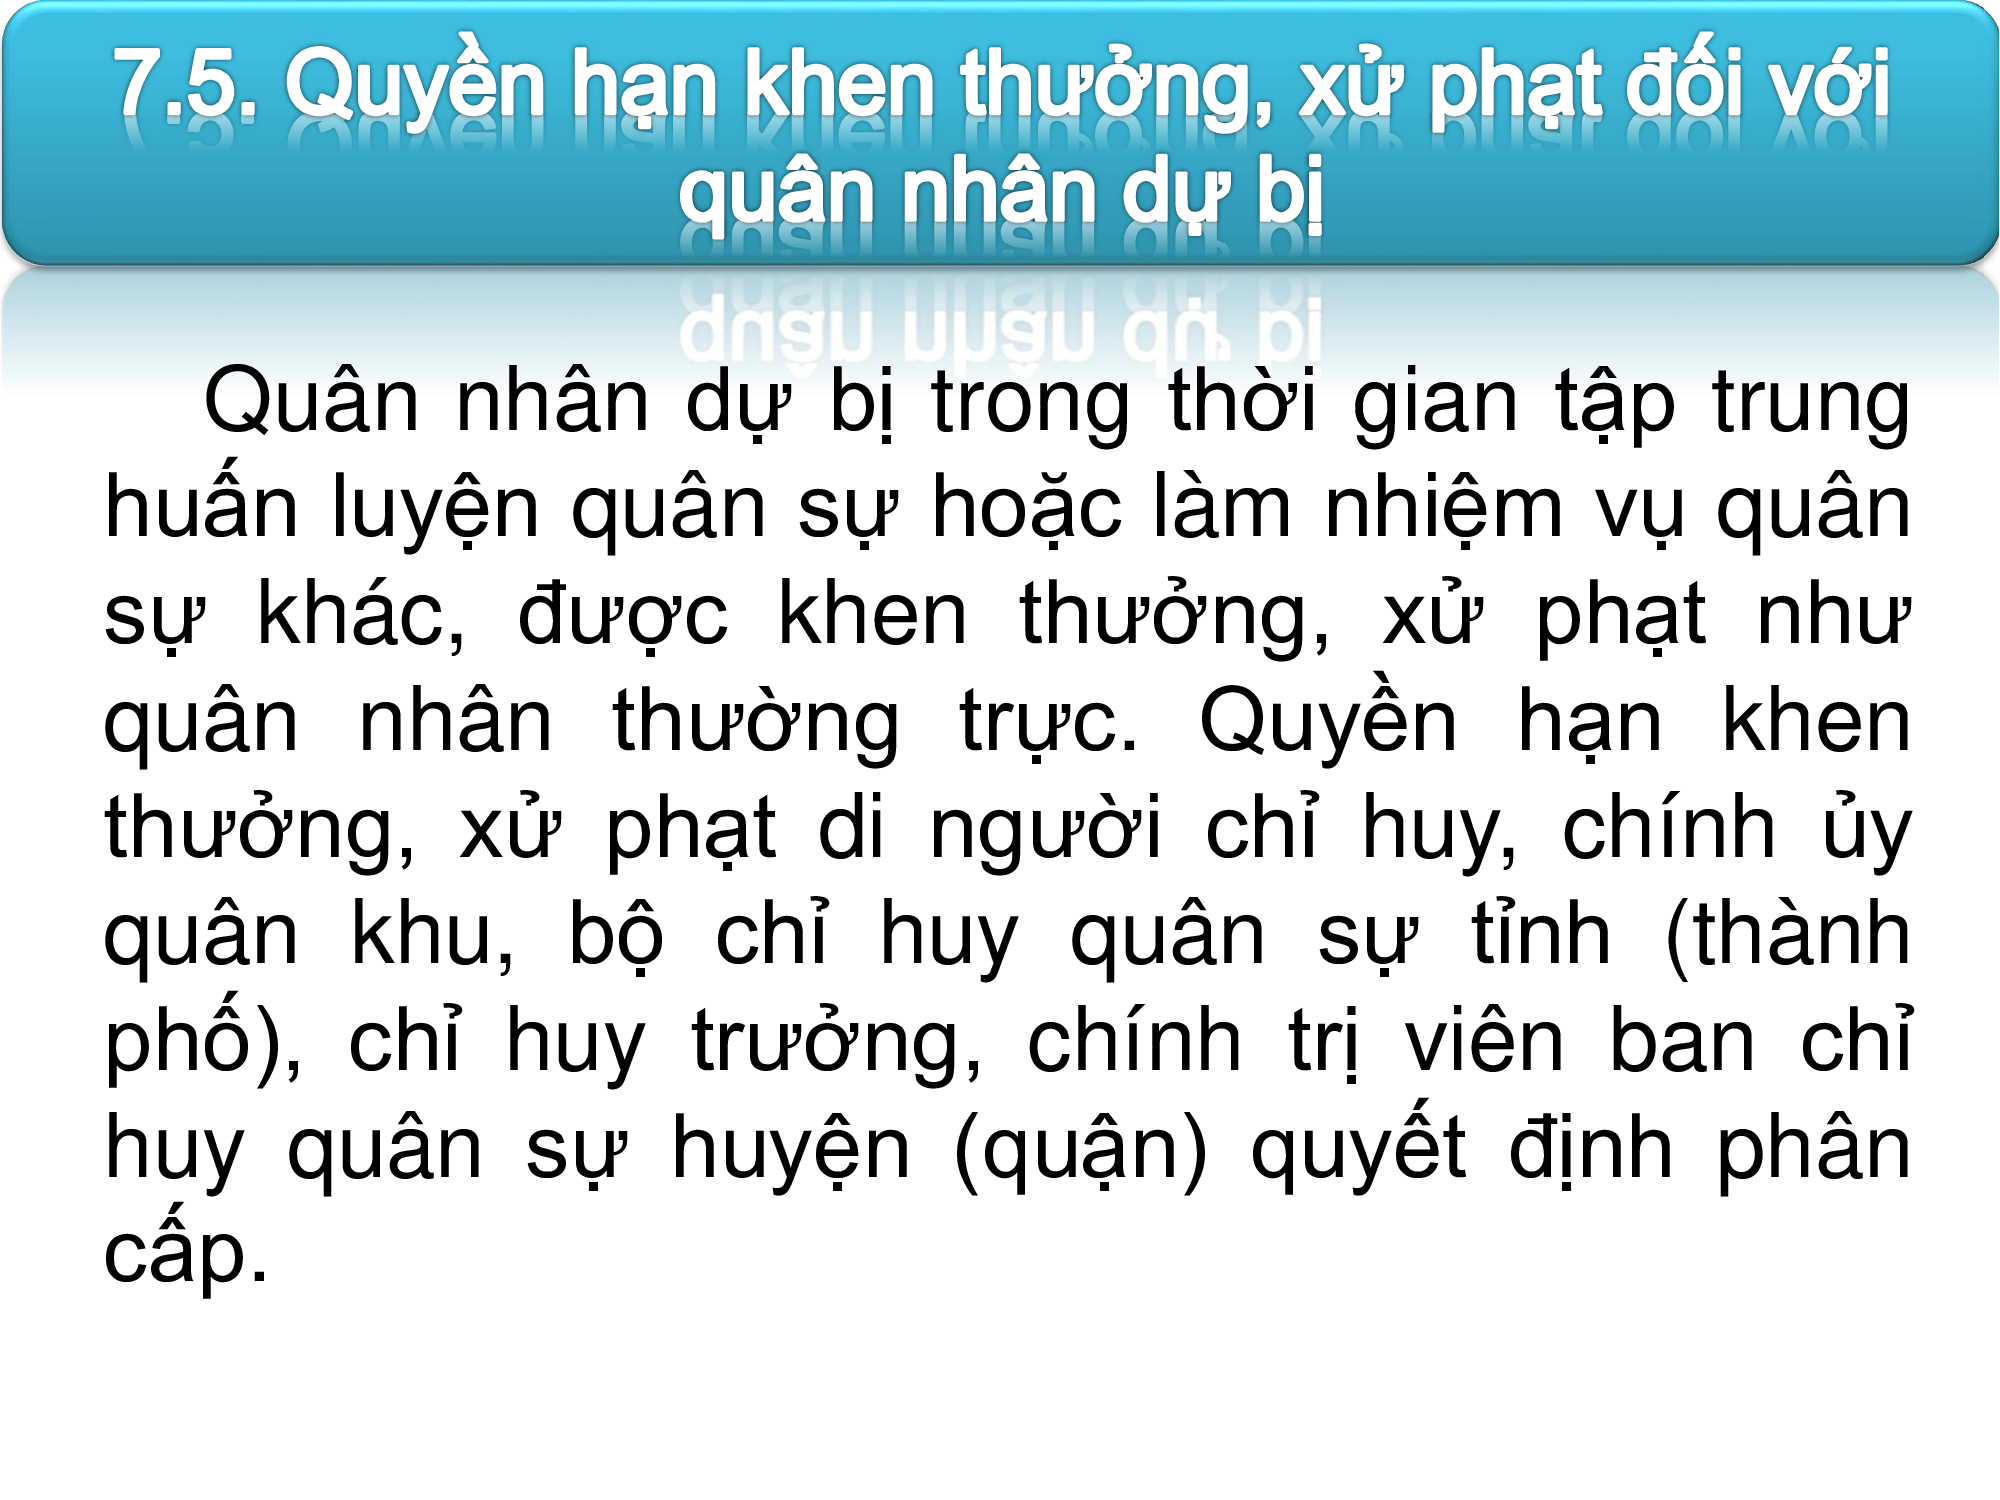 7.5. Quyền hạn khen thưởng, xử phạt đối với
quân nhân dự bị
Quân nhân dự bị trong thời gian tập trung
huấn luyện quân sự hoặc làm nhiệm vụ quân
sự khác, được khen thưởng, xử phạt như
quân nhân thường trực. Quyền hạn khen
thưởng, xử phạt di người chỉ huy, chính ủy
quân khu, bộ chỉ huy quân sự tỉnh (thành
phố), chỉ huy trưởng, chính trị viên ban chỉ
huy quân sự huyện (quận) quyết định phân
cấp.